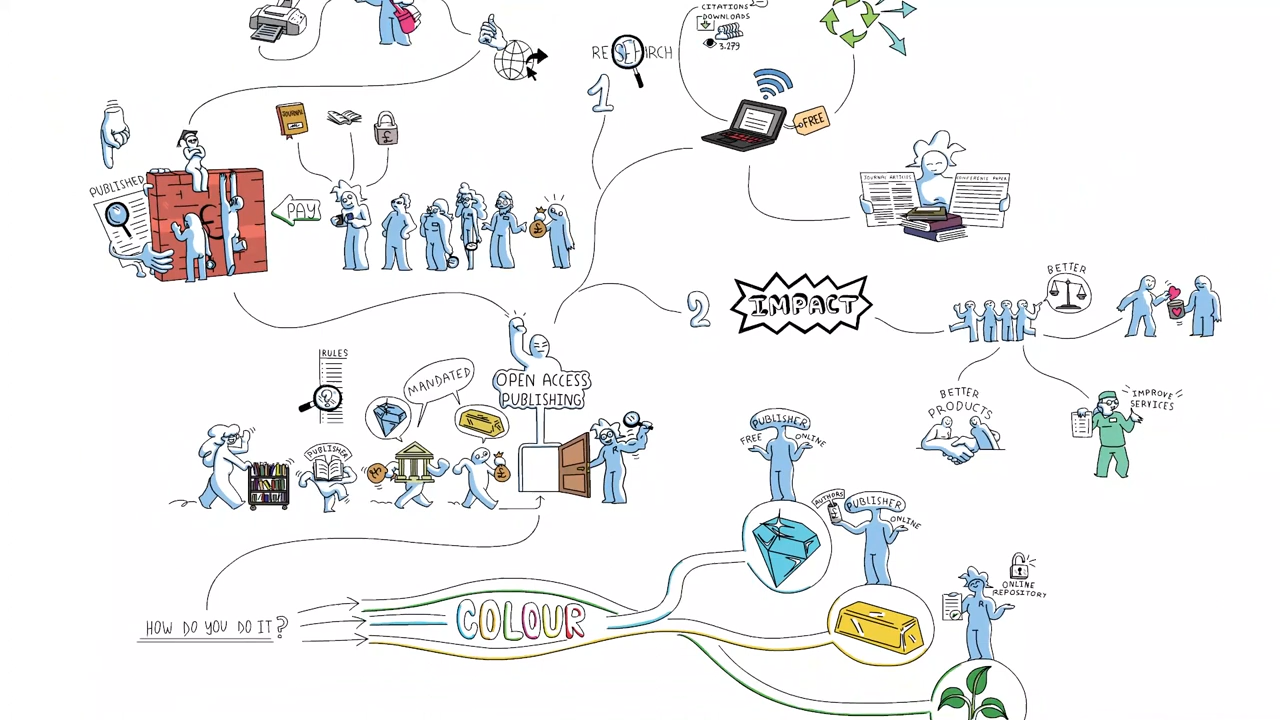 CITATIONS
DOWNLOADS
3.279
RESEARCH
1
FREE
JOURNAL
£
PUBLISHED
PAY
£
JOURNAL ARTICLES
CONFERENCE PAPER
2
IMPACT
BETTER
RULES
?
MANDATED
OPEN ACCESS
PUBLISHING
BETTER
PRODUCTS
IMPROVE
SERVICES
PUBLISHER
FREE
ONLINE
PUBLISHER
£
R
AUTHORS
£
PUBLISHER
ONLINE
ONLINE
REPOSITORY
R
HOW DO YOU DO IT?
COLOUR